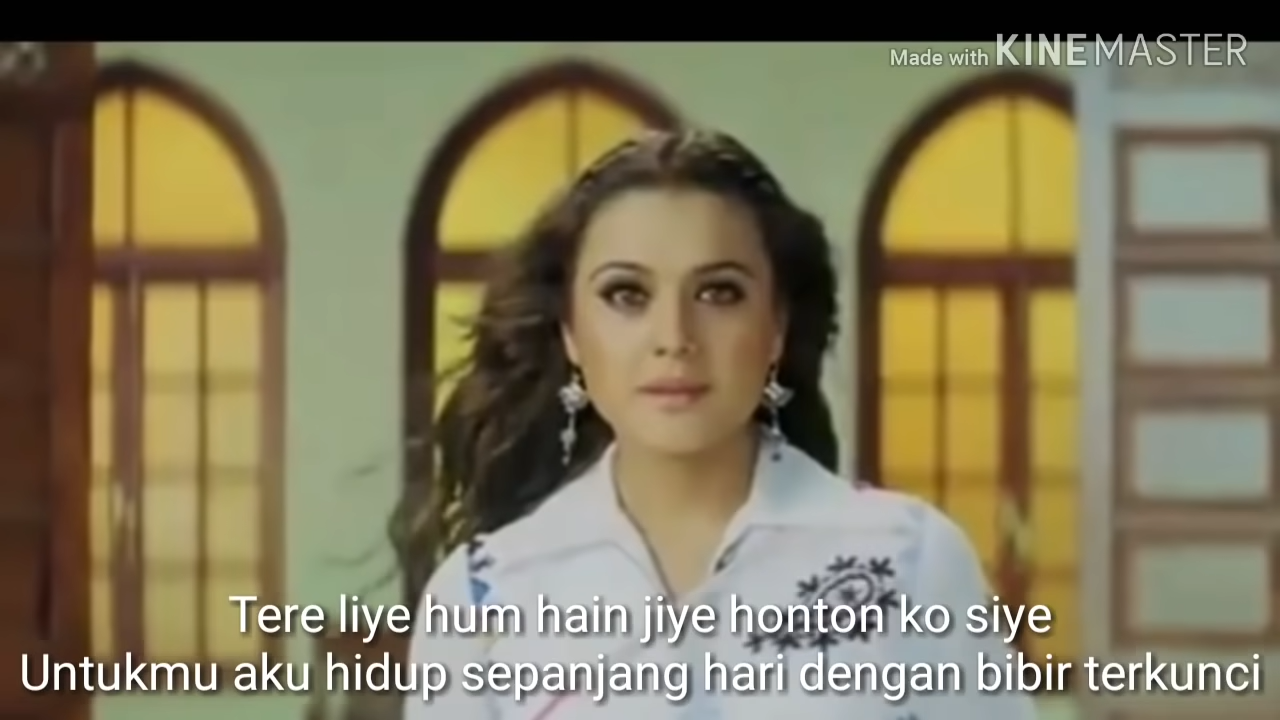 Made with KINEMASTER
Tere liye hum hain jiye honton ko siye
Untukmu aku hidup sepanjang hari dengan bibir terkunci